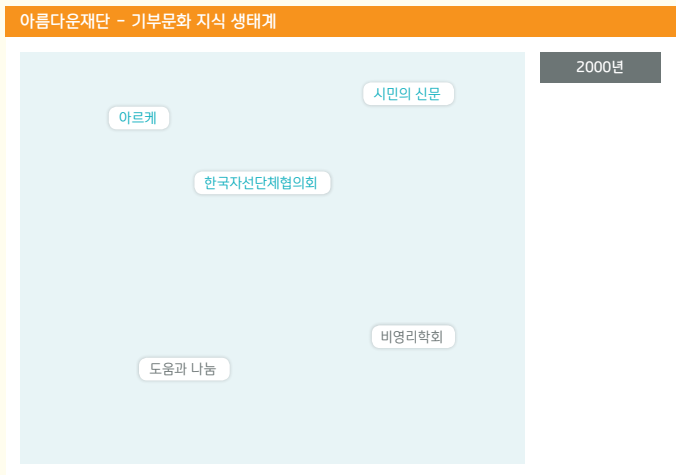 아름다운재단 - 기부문화 지식 생태계
2000년
시민의 신문
아르케
한국자선단체협의회
비영리학회
도움과 나눔